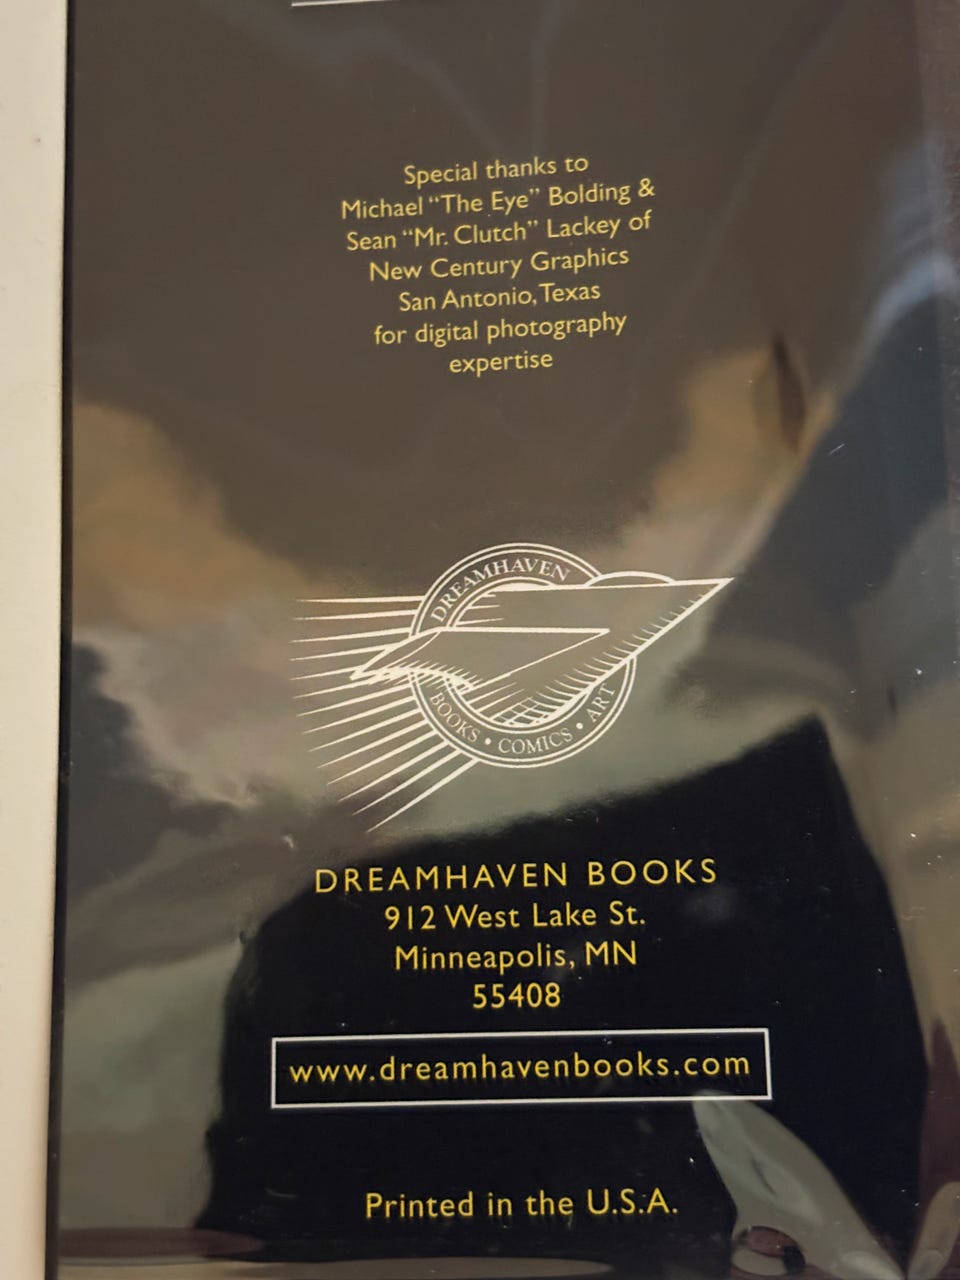 Special thanks to
Michael “The Eye” Bolding &
Sean “Mr. Clutch” Lackey of
New Century Graphics
San Antonio, Texas
for digital photography
expertise
DREAMHAVEN
BOOKS • COMICS • ART
DREAMHAVEN BOOKS
912 West Lake St.
Minneapolis, MN
55408
www.dreamhavenbooks.com
Printed in the U.S.A.